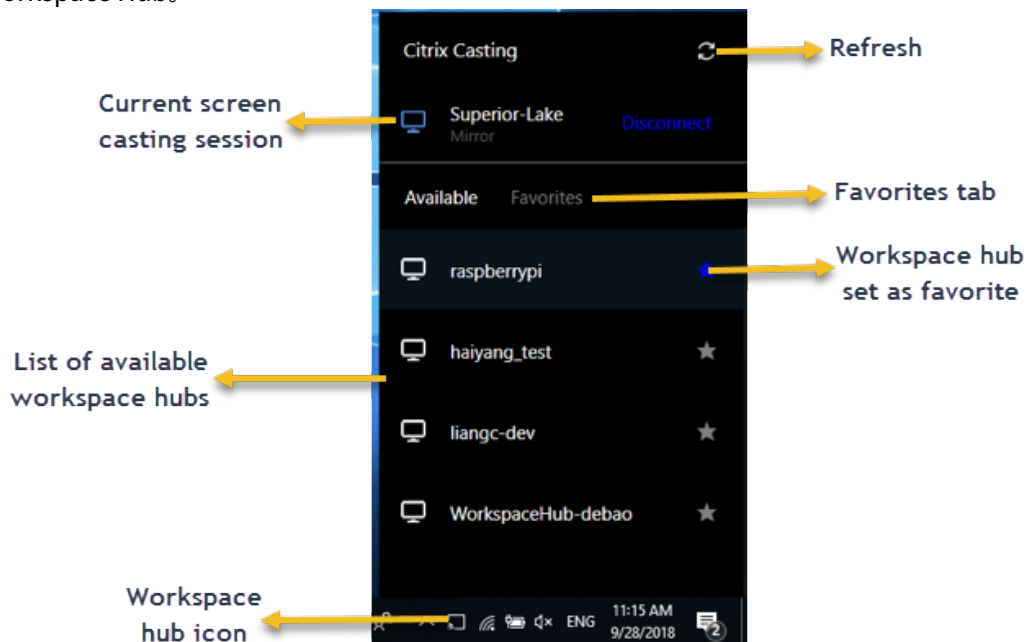 orkspace Hub。
Citrix Casting
Refresh
Current screen
casting session
Superior-Lake
Mirror
Disconnect
Available
Favorites
Favorites tab
raspberrypi
Workspace hub
set as favorite
haiyang_test
List of available
workspace hubs
liangc-dev
WorkspaceHub-debao
Workspace
hub icon
ENG
11:15 AM
9/28/2018
2